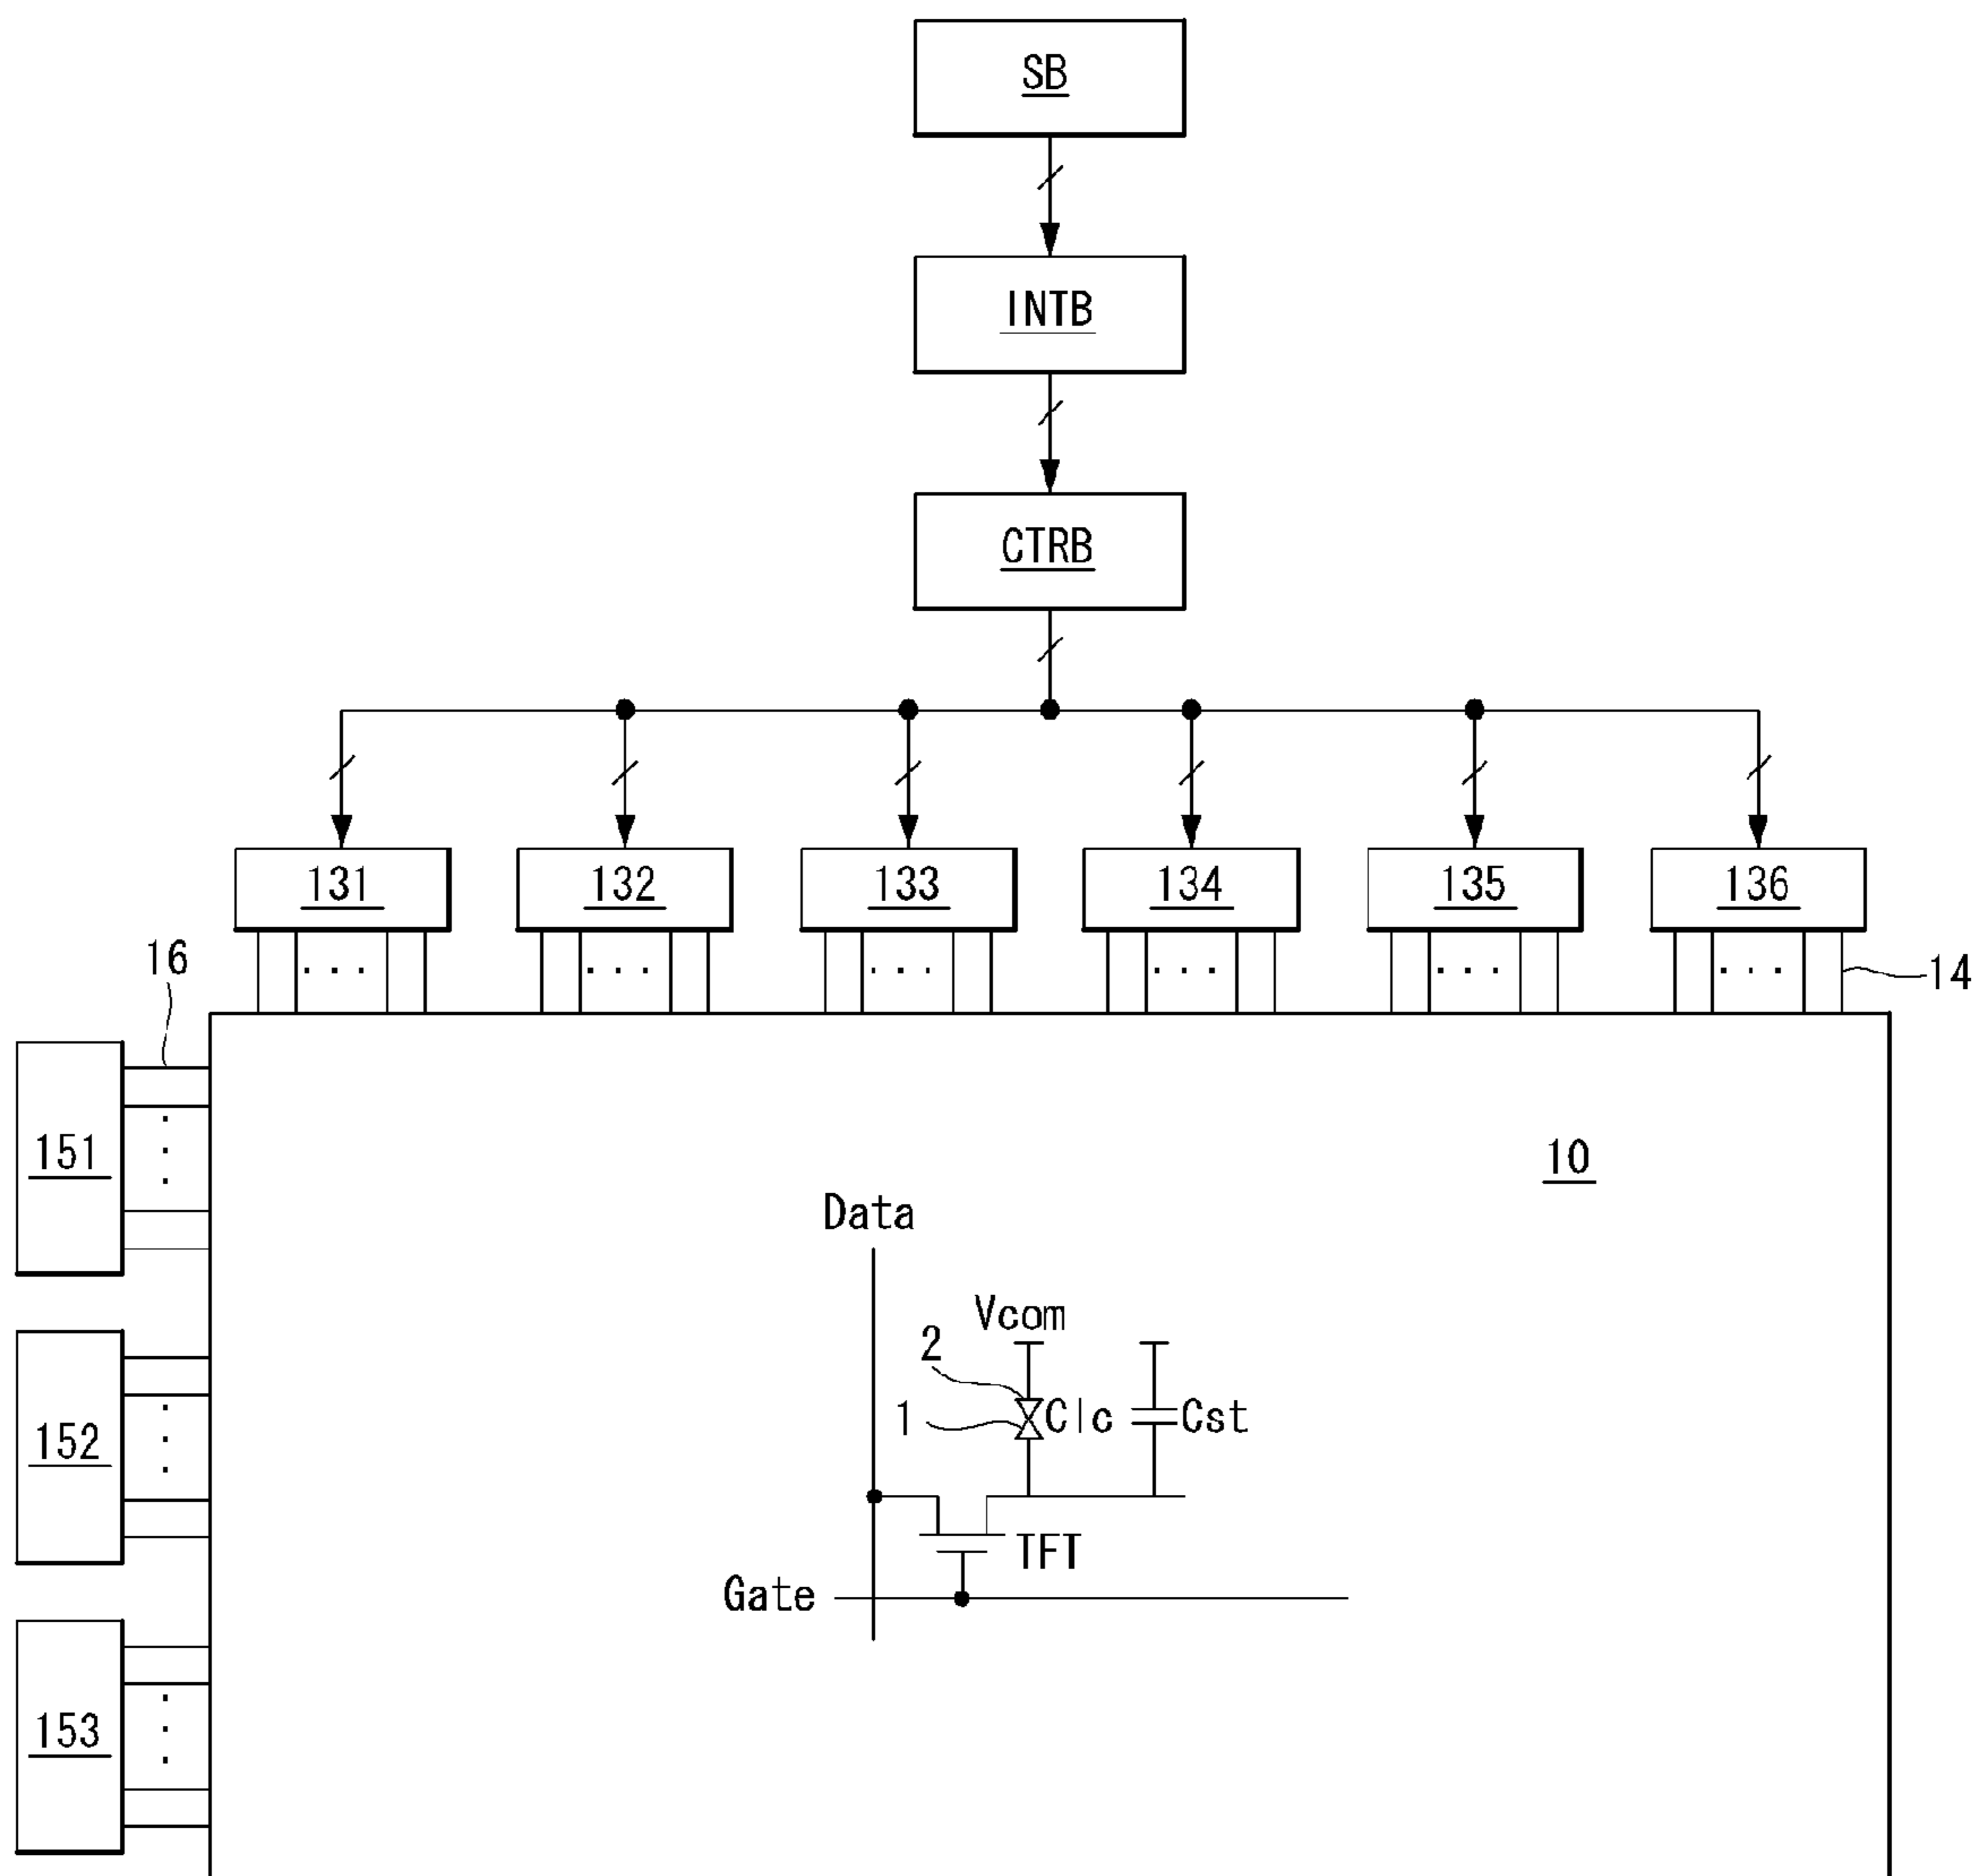 SB
INTB
CTRB
131 132 133 134 135 136
16
14
151
10
Data
Vcom
2
1 Clc Cst
152
TFT
Gate
153